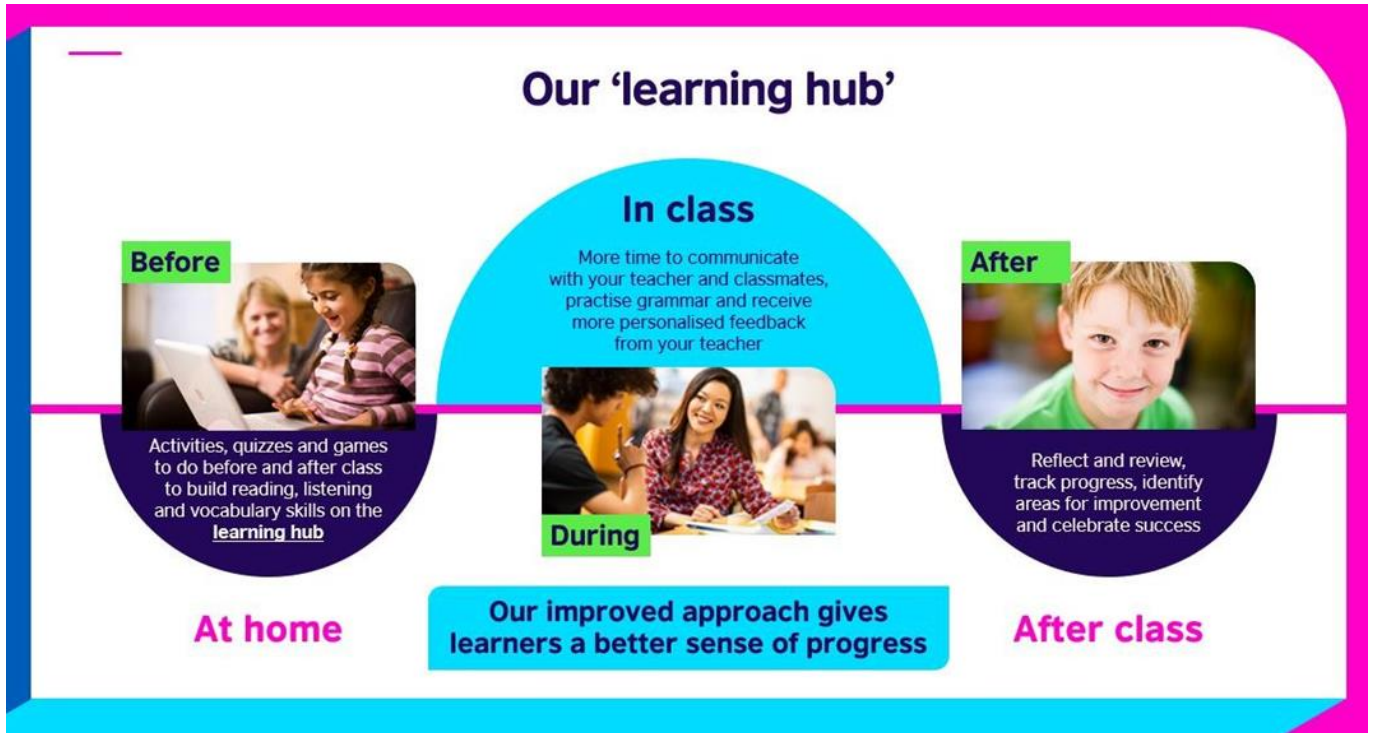 Our ‘learning hub’
Before
Activities, quizzes and games
to do before and after class
to build reading, listening
and vocabulary skills on the
learning hub
At home
In class
More time to communicate
with your teacher and classmates,
practise grammar and receive
more personalised feedback
from your teacher
During
Our improved approach gives
learners a better sense of progress
After
Reflect and review,
track progress, identify
areas for improvement
and celebrate success
After class